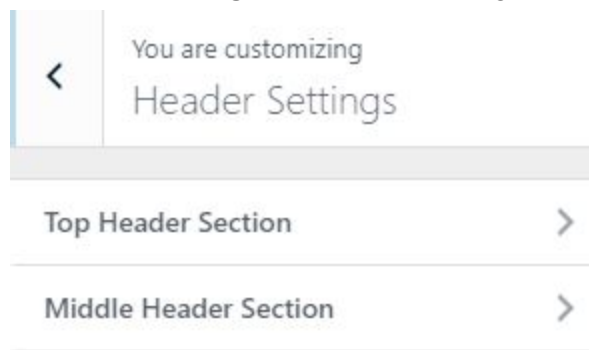 You are customizing
Header Settings
Top Header Section
Middle Header Section